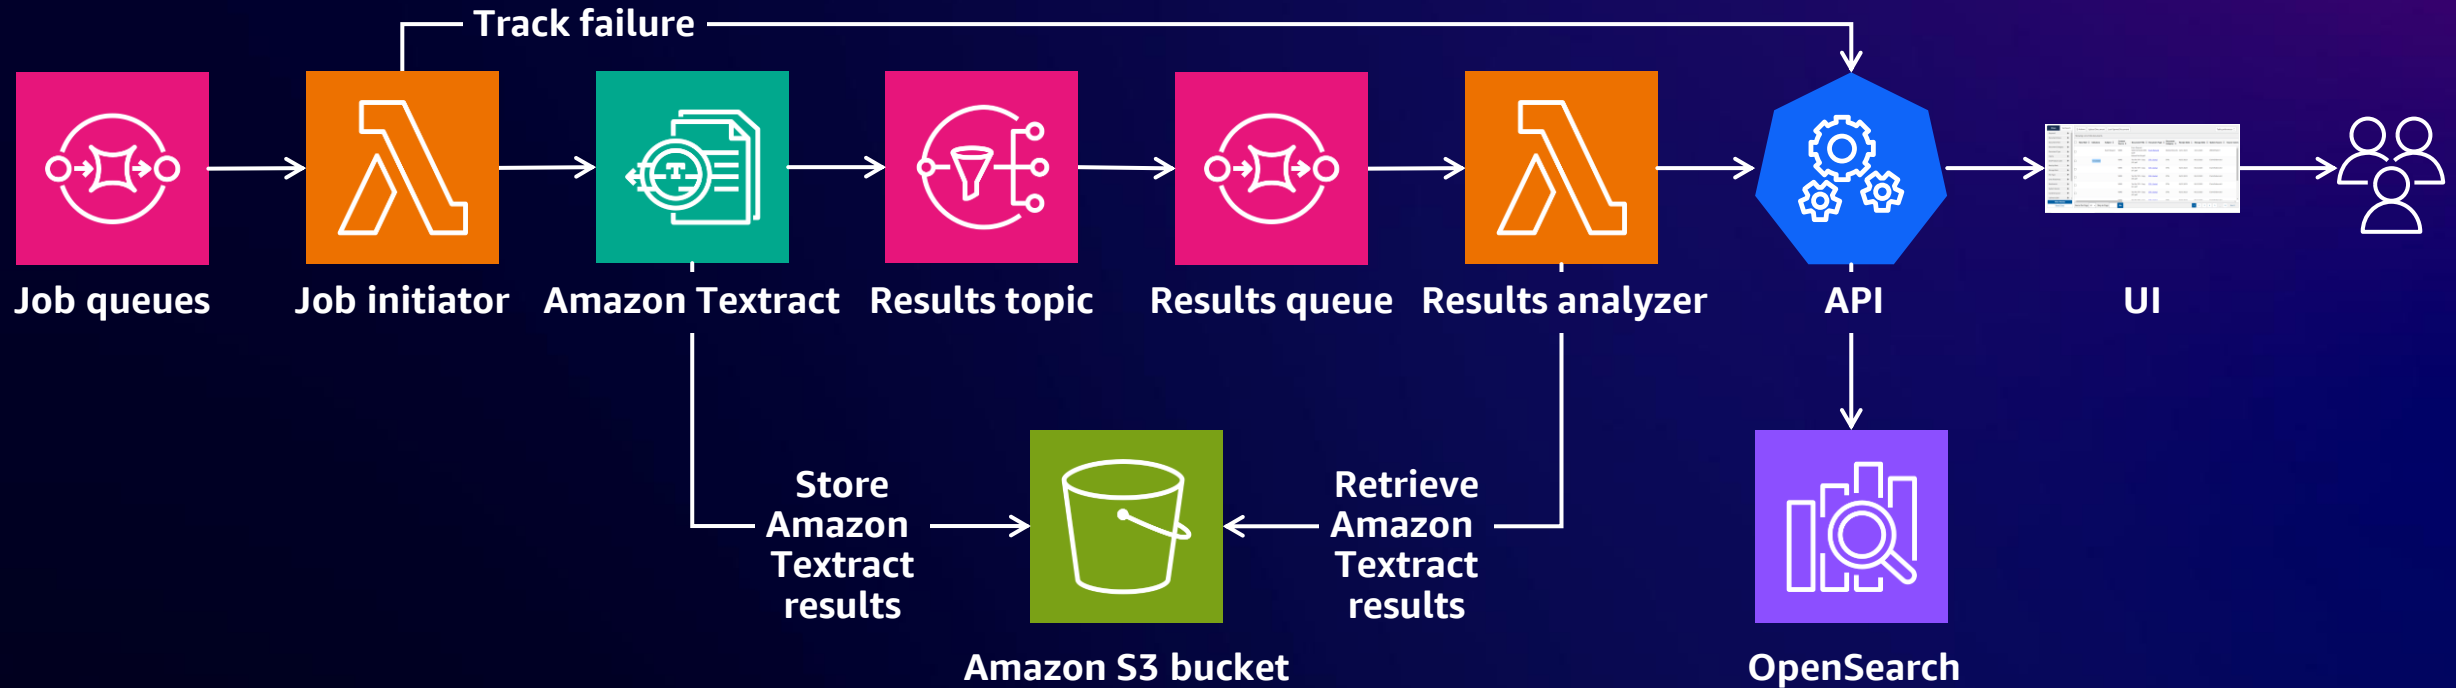 Track failure
Job queues
Job initiator
Amazon Textract
Results topic
Results queue
Results analyzer
API
UI
Store
Amazon
Textract
results
Retrieve
Amazon
Textract
results
Amazon S3 bucket
OpenSearch